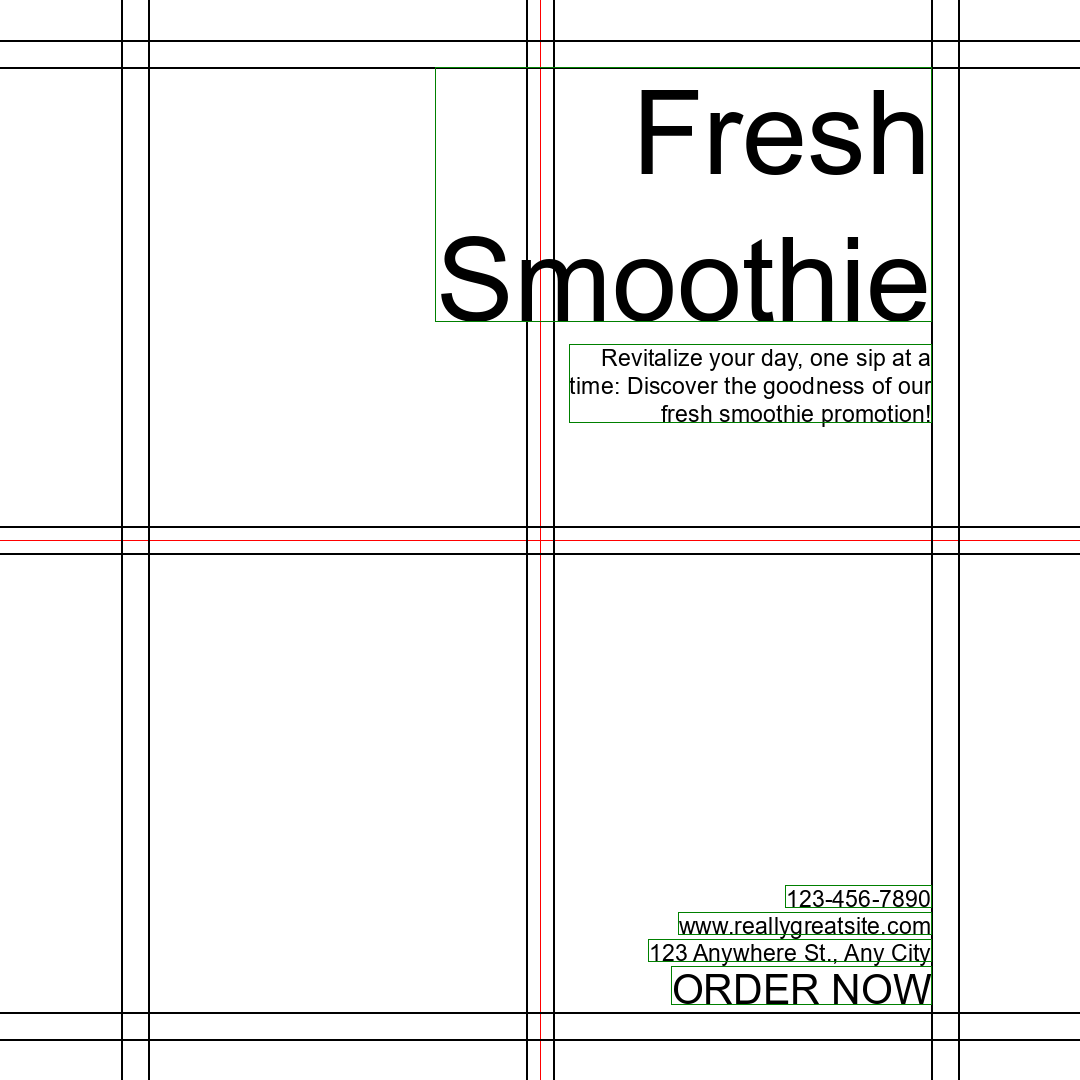 Fresh
Smoothie
Revitalize your day, one sip at a
time: Discover the goodness of our
fresh smoothie promotion!
123-456-7890
www.reallygreatsite.com
123 Anywhere St., Any City
ORDER NOW